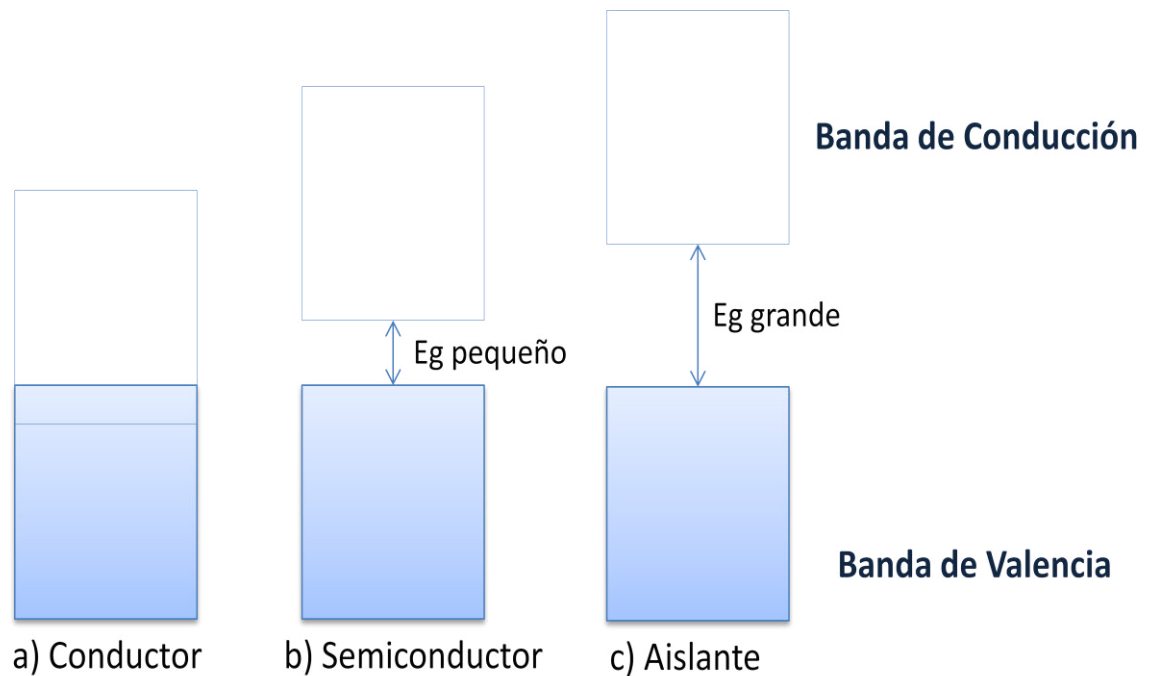 Banda de Conducción
Eg grande
Eg pequeño
Banda de Valencia
a) Conductor
b) Semiconductor
c) Aislante